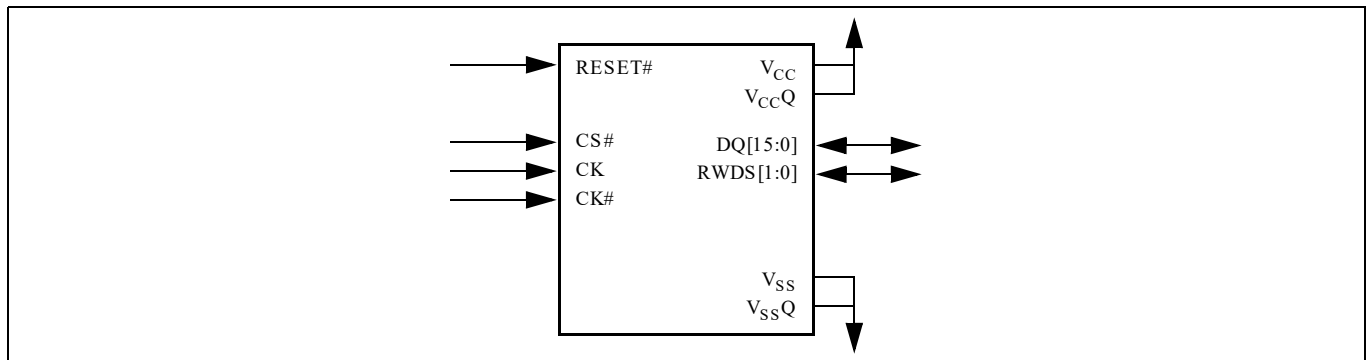 RESET#
V_CC
V_CCQ
CS#
DQ[15:0]
CK
RWDS[1:0]
CK#
V_SS
V_SSQ